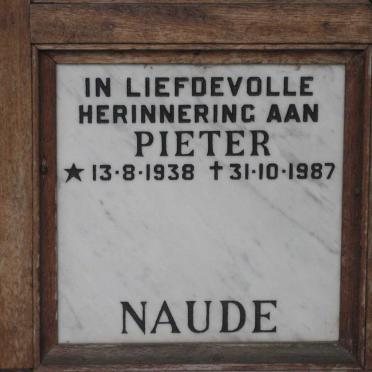 IN LIEFDEVOLLE
HERINNERING AAN
PIETER
★ 13·8·1938 ✝ 31·10·1987
NAUDE